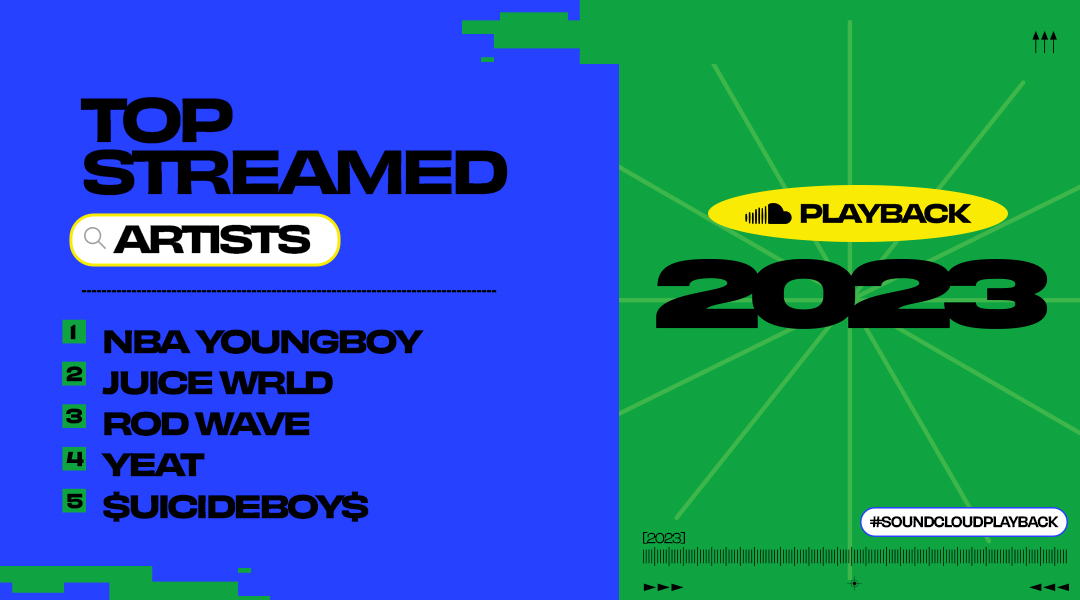 TOP
STREAMED
ARTISTS
1 NBA YOUNGBOY
2 JUICE WRLD
3 ROD WAVE
4 YEAT
5 $UICIDEBOY$
PLAYBACK
2023
#SOUNDCLOUDPLAYBACK
[2023]